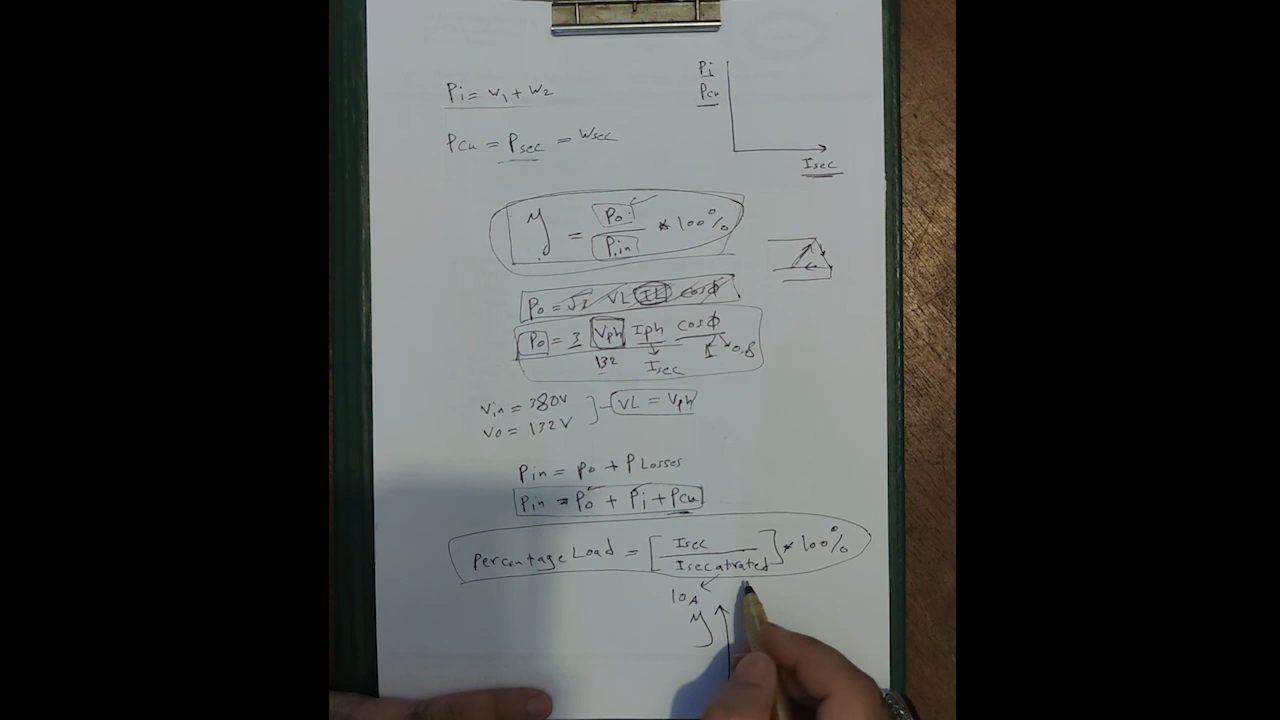 Pi = W1 + W2
Pcu = Psec = Wsec
Pi
Pcu
Isec
η = Po / Pin * 100%
Po = √3 VL IL cosϕ
Po = 3 Vph Iph cosϕ
132 Isec 1 0.8
Vin = 380V
Vo = 132V
VL = Vph
Pin = Po + P Losses
Pin = Po + Pi + Pcu
Percentage Load = [Isec / Isec at rated] * 100%
10A
η